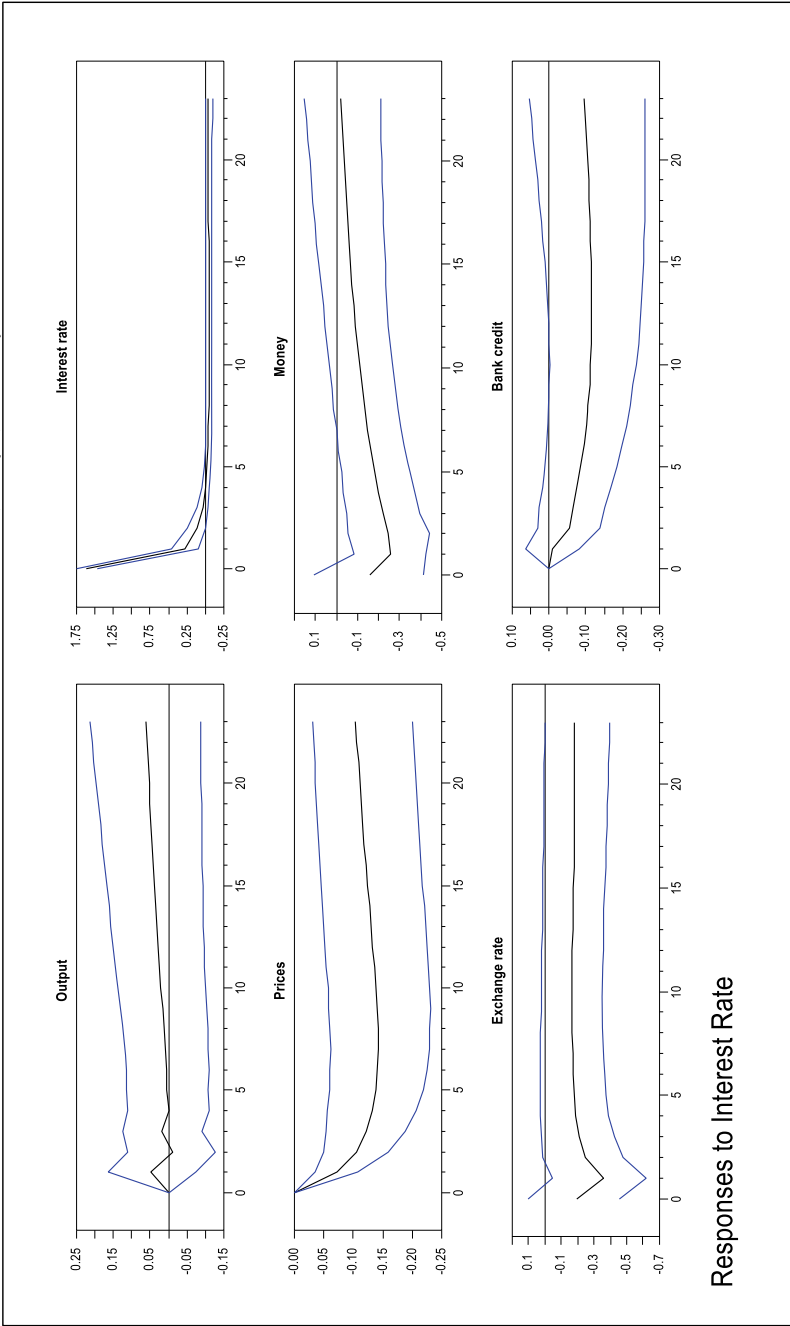 Output
0.25
0.15
0.05
-0.05
-0.15
0 5 10 15 20
Interest rate
1.75
1.25
0.75
0.25
-0.25
0 5 10 15 20
Prices
-0.00
-0.05
-0.10
-0.15
-0.20
-0.25
0 5 10 15 20
Money
0.1
-0.1
-0.3
-0.5
0 5 10 15 20
Exchange rate
0.1
-0.1
-0.3
-0.5
-0.7
0 5 10 15 20
Bank credit
0.10
-0.00
-0.10
-0.20
-0.30
0 5 10 15 20
Responses to Interest Rate